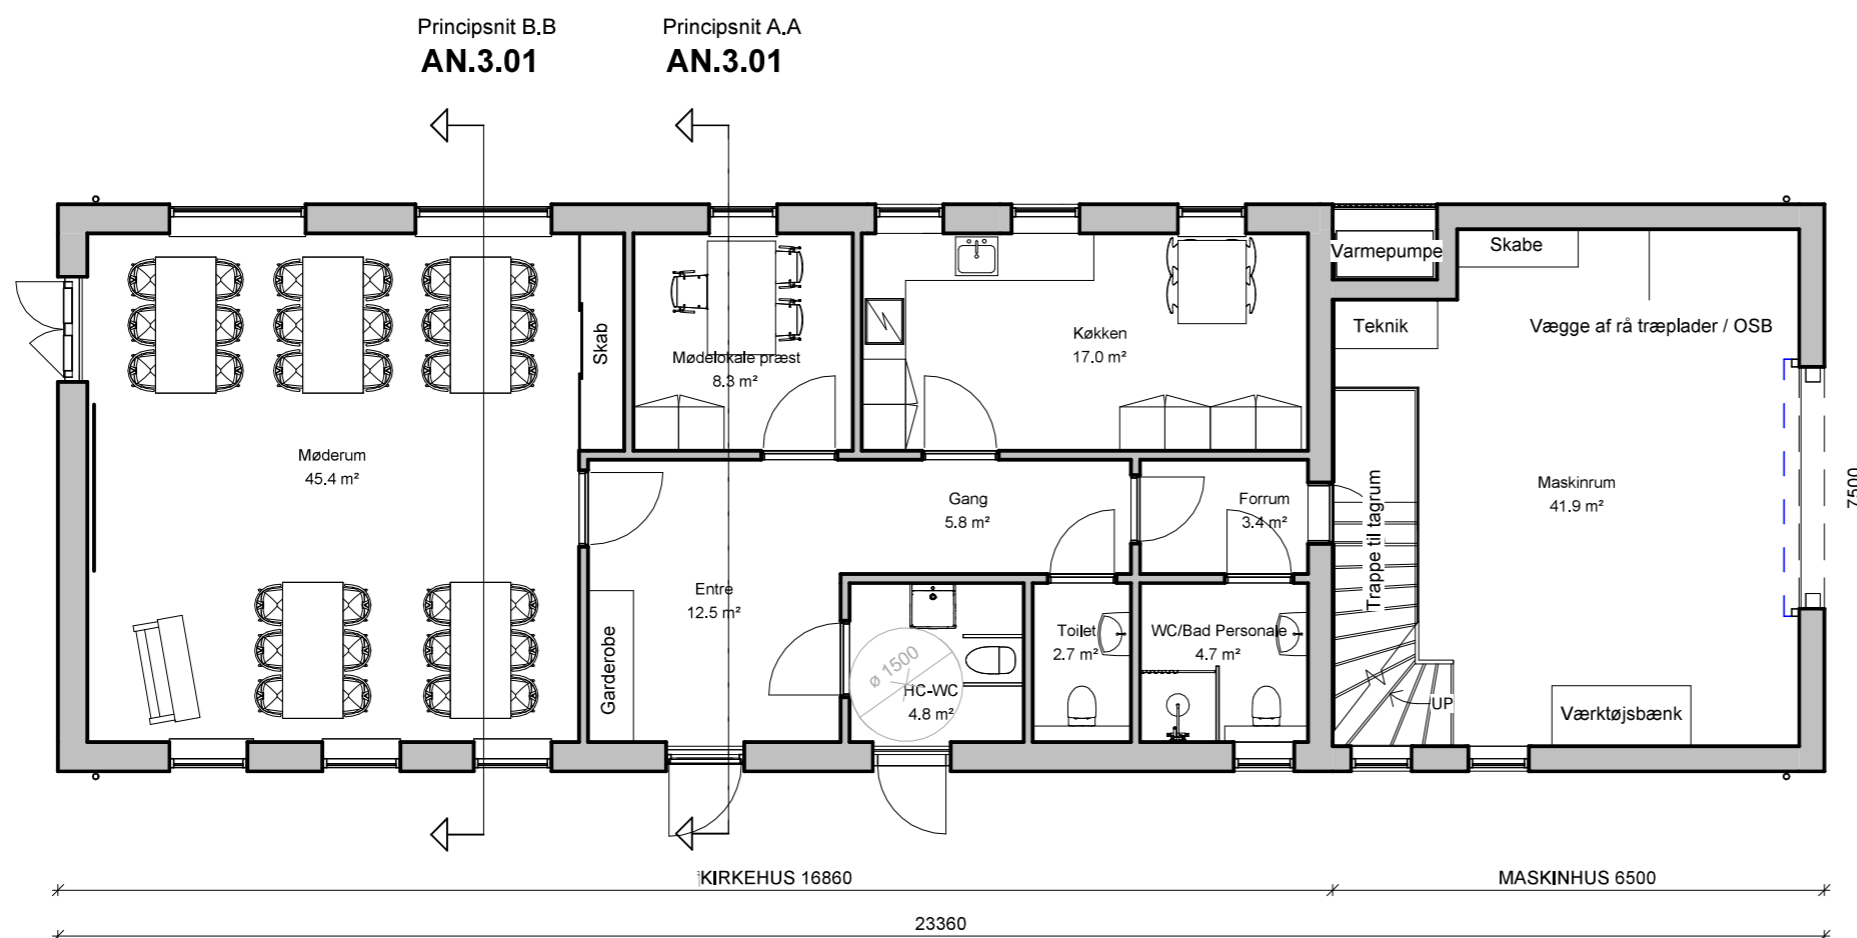 Principsnit B.B
AN.3.01
Principsnit A.A
AN.3.01
Varmepumpe
Skabe
Teknik
Vægge af rå træplader / OSB
Skab
Mødelokale præst
8.3 m²
Køkken
17.0 m²
Møderum
45.4 m²
Gang
5.8 m²
Forrum
3.4 m²
Maskinrum
41.9 m²
7500
Trappe til tagrum
Entre
12.5 m²
Garderobe
ø 1500
HC-WC
4.8 m²
Toilet
2.7 m²
WC/Bad Personale
4.7 m²
UP
Værktøjsbænk
KIRKEHUS 16860
MASKINHUS 6500
23360